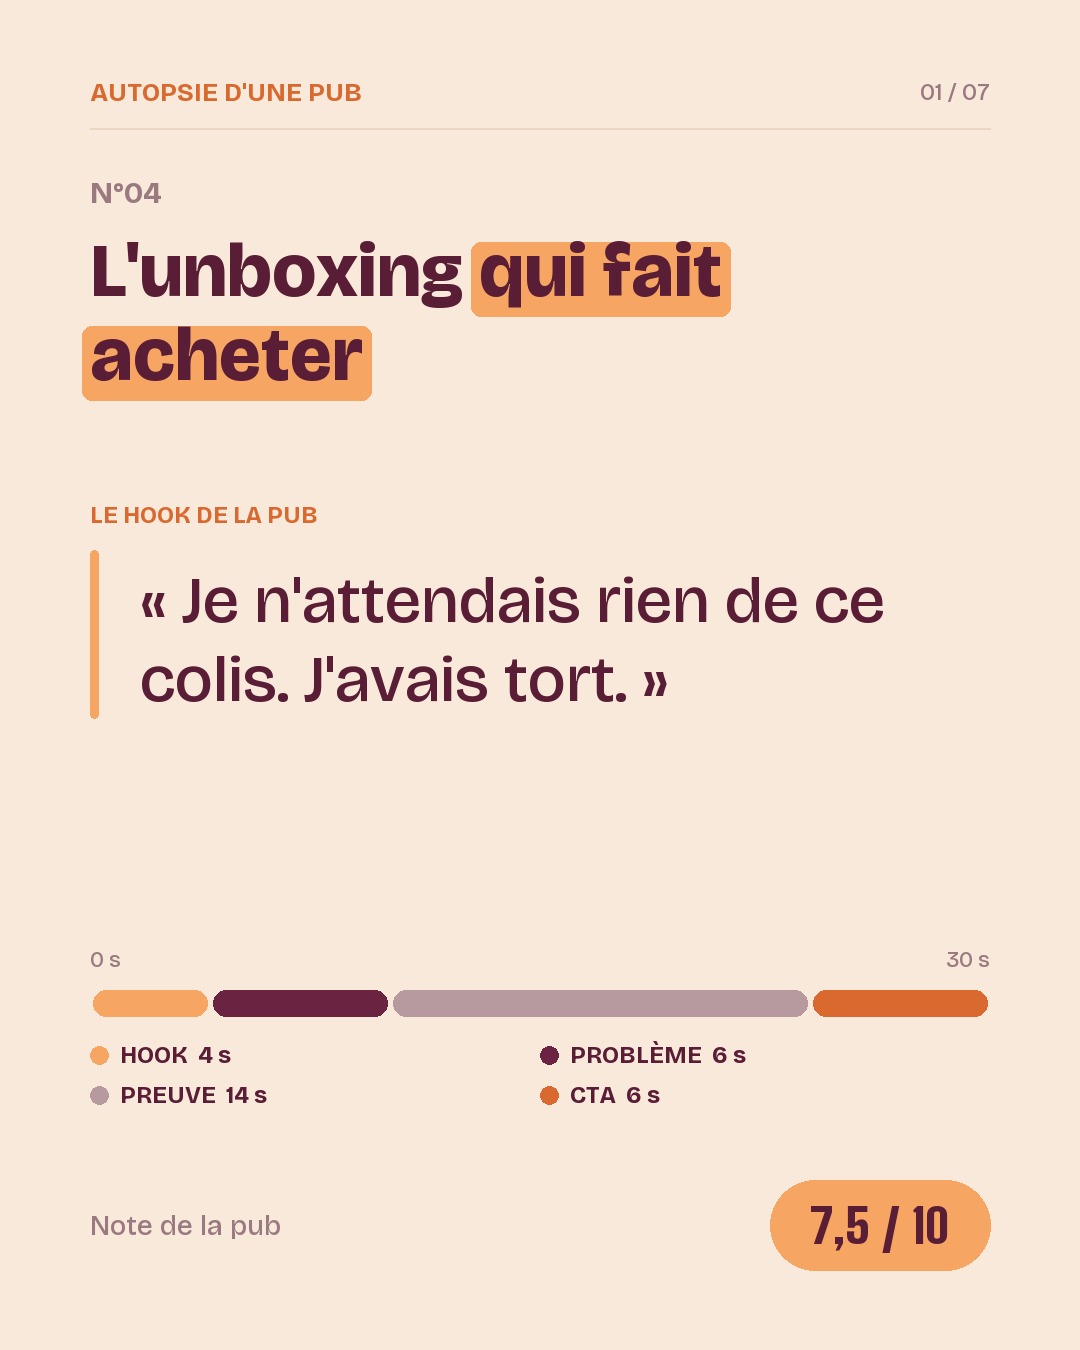 AUTOPSIE D'UNE PUB
01 / 07
N°04
L'unboxing qui fait
acheter
LE HOOK DE LA PUB
« Je n'attendais rien de ce
colis. J'avais tort. »
0 s
30 s
HOOK 4 s
PROBLÈME 6 s
PREUVE 14 s
CTA 6 s
Note de la pub
7,5 / 10